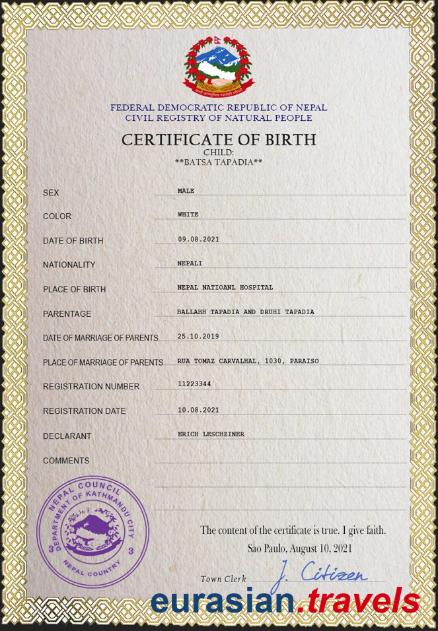 FEDERAL DEMOCRATIC REPUBLIC OF NEPAL
CIVIL REGISTRY OF NATURAL PEOPLE
CERTIFICATE OF BIRTH
CHILD:
**BATSA TAPADIA**
SEX MALE
COLOR WHITE
DATE OF BIRTH 09.08.2021
NATIONALITY NEPALI
PLACE OF BIRTH NEPAL NATIOANL HOSPITAL
PARENTAGE BALLABH TAPADIA AND DRUHI TAPADIA
DATE OF MARRIAGE OF PARENTS 25.10.2019
PLACE OF MARRIAGE OF PARENTS RUA TOMAZ CARVALHAL, 1030, PARAISO
REGISTRATION NUMBER 11223344
REGISTRATION DATE 10.08.2021
DECLARANT ERICH LESCHZINER
COMMENTS
NEPAL COUNCIL
DEPARTMENT OF KATHMANDU CITY
3 3
NEPAL COUNTRY
The content of the certificate is true. I give faith.
Sao Paulo, August 10, 2021
Town Clerk J. Citizen
eurasian.travels